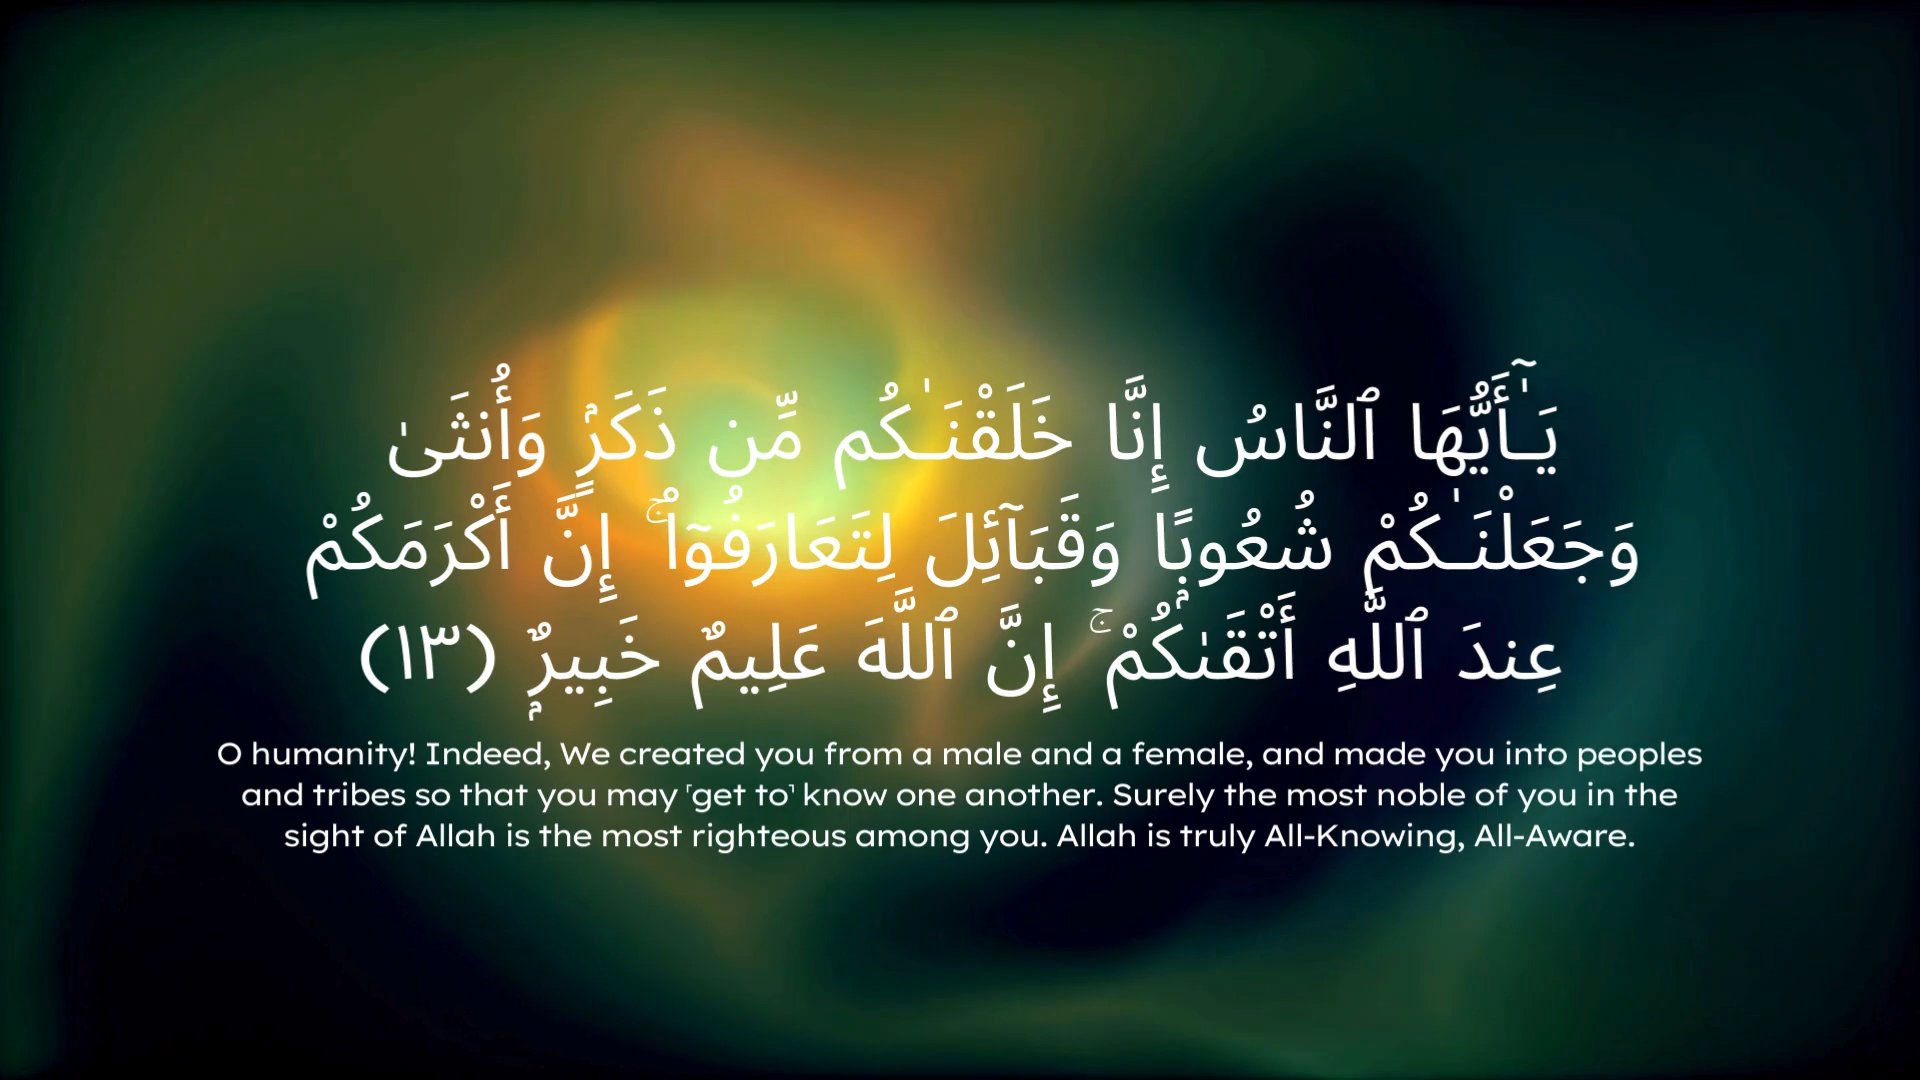 يَـٰٓأَيُّهَا ٱلنَّاسُ إِنَّا خَلَقْنَـٰكُم مِّن ذَكَرٍۢ وَأُنثَىٰ
وَجَعَلْنَـٰكُمْ شُعُوبًۭا وَقَبَآئِلَ لِتَعَارَفُوٓا۟ ۚ إِنَّ أَكْرَمَكُمْ
عِندَ ٱللَّهِ أَتْقَىٰكُمْ ۚ إِنَّ ٱللَّهَ عَلِيمٌ خَبِيرٌۭ (١٣)
O humanity! Indeed, We created you from a male and a female, and made you into peoples
and tribes so that you may ˹get to˺ know one another. Surely the most noble of you in the
sight of Allah is the most righteous among you. Allah is truly All-Knowing, All-Aware.